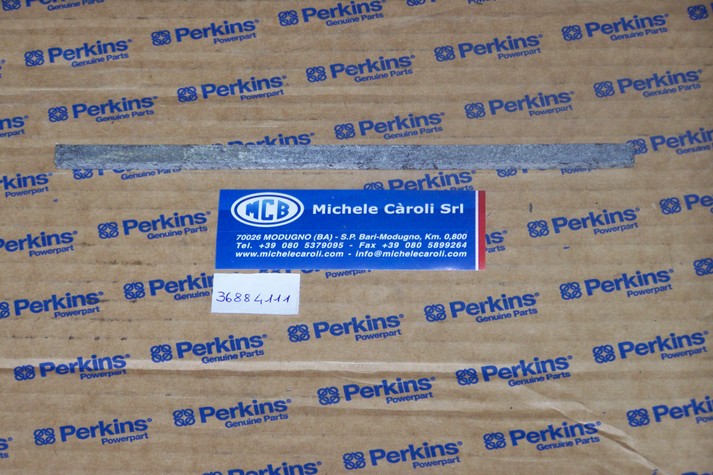 Perkins
Genuine Parts
Powerpart
MCB
Michele Càroli Srl
70026 MODUGNO (BA) - S.P. Bari-Modugno, Km. 0,800
Tel. +39 080 5379095 - Fax +39 080 5899264
www.michelecaroli.com - info@michelecaroli.com
36884111